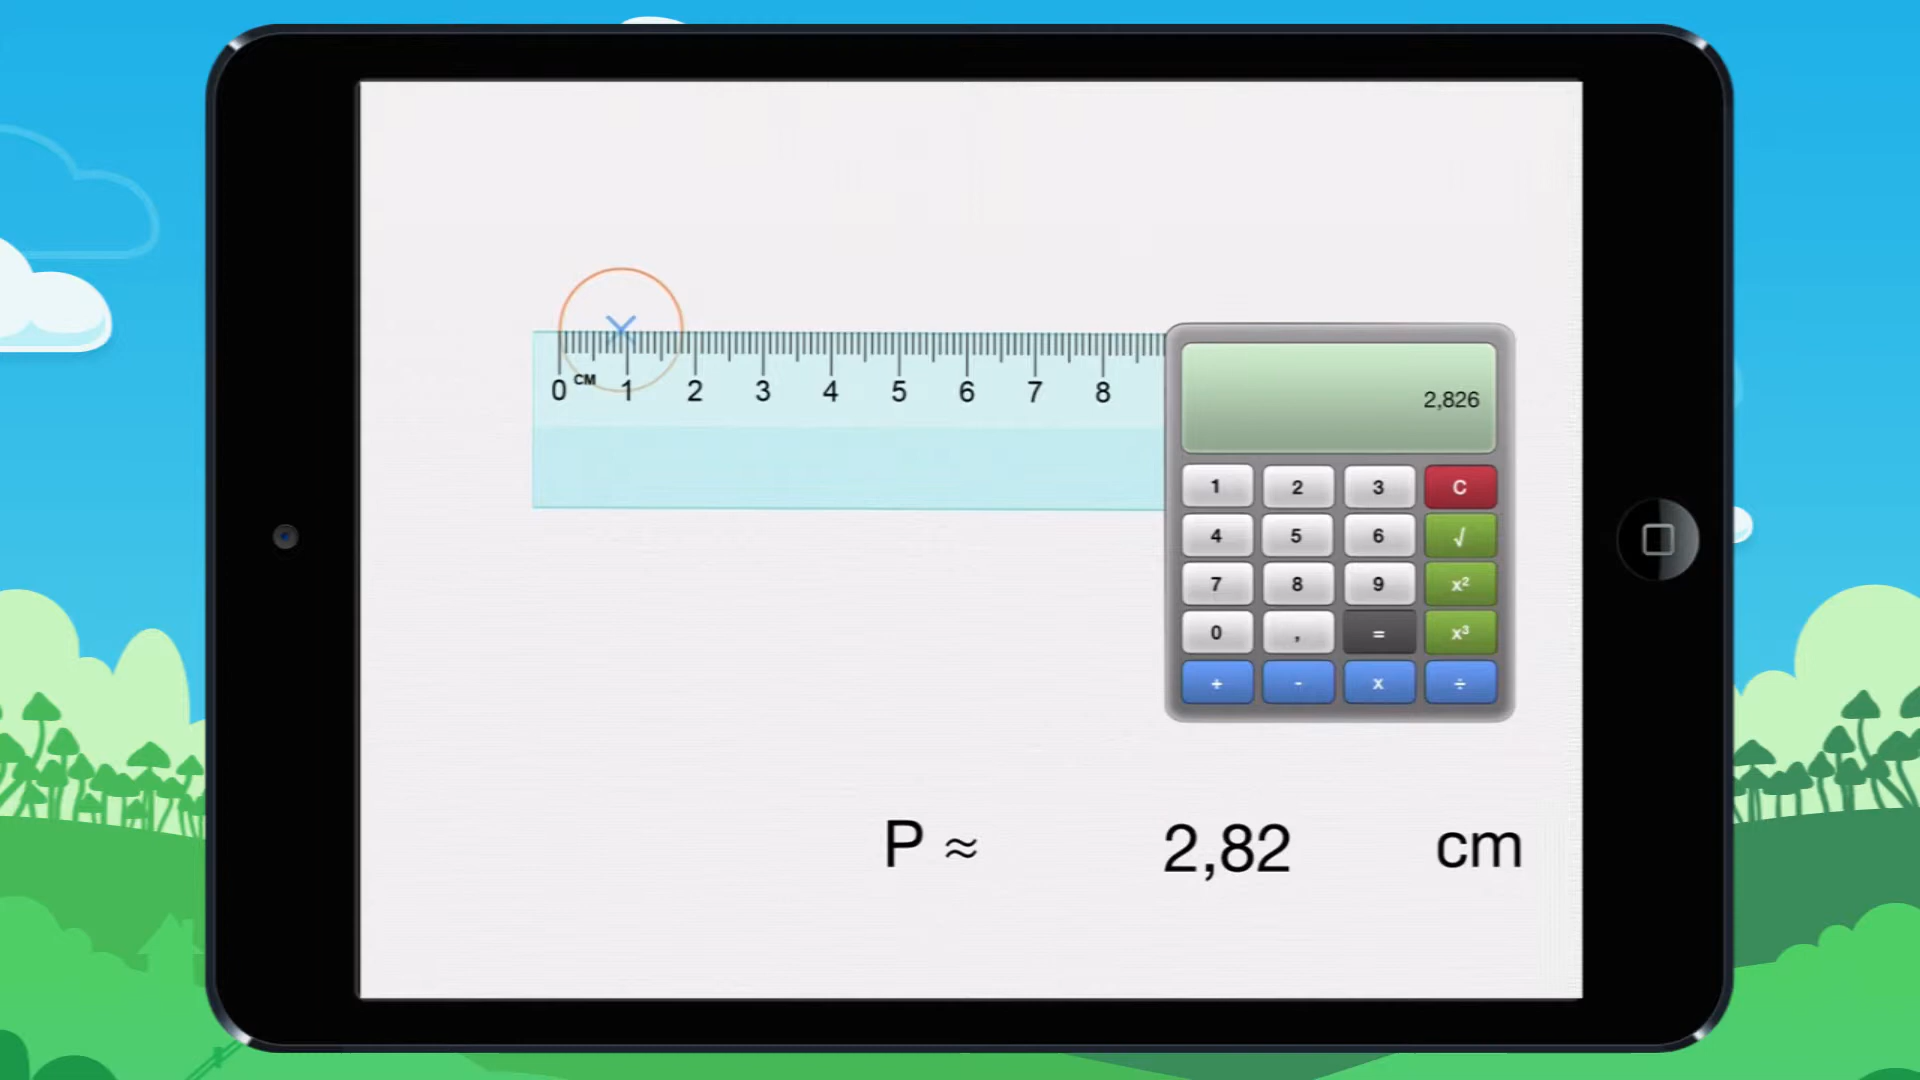 0 CM 1 2 3 4 5 6 7 8
2,826
1 2 3 C
4 5 6 √
7 8 9 x²
0 , = x³
+ - x ÷
P ≈ 2,82 cm